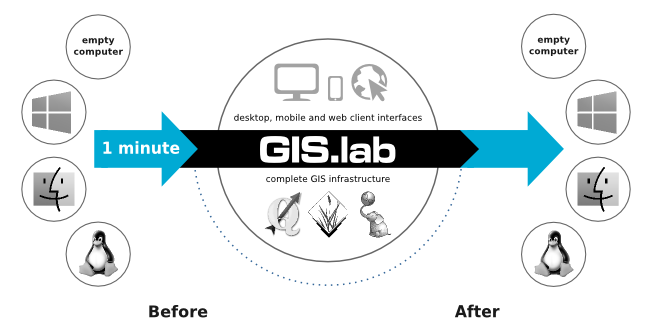 empty
computer
empty
computer
desktop, mobile and web client interfaces
1 minute
GIS.lab
complete GIS infrastructure
Q
Before
After